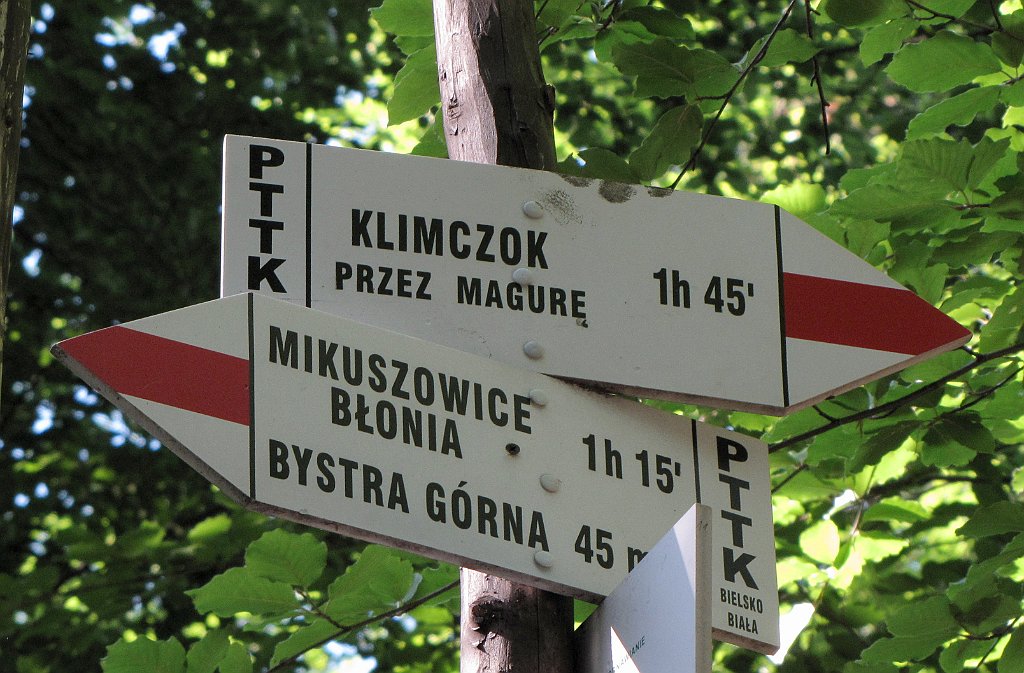 PTTK
KLIMCZOK
PRZEZ MAGURĘ
1h 45'
MIKUSZOWICE
BŁONIA
1h 15'
BYSTRA GÓRNA 45
PTTK
BIELSKO
BIAŁA